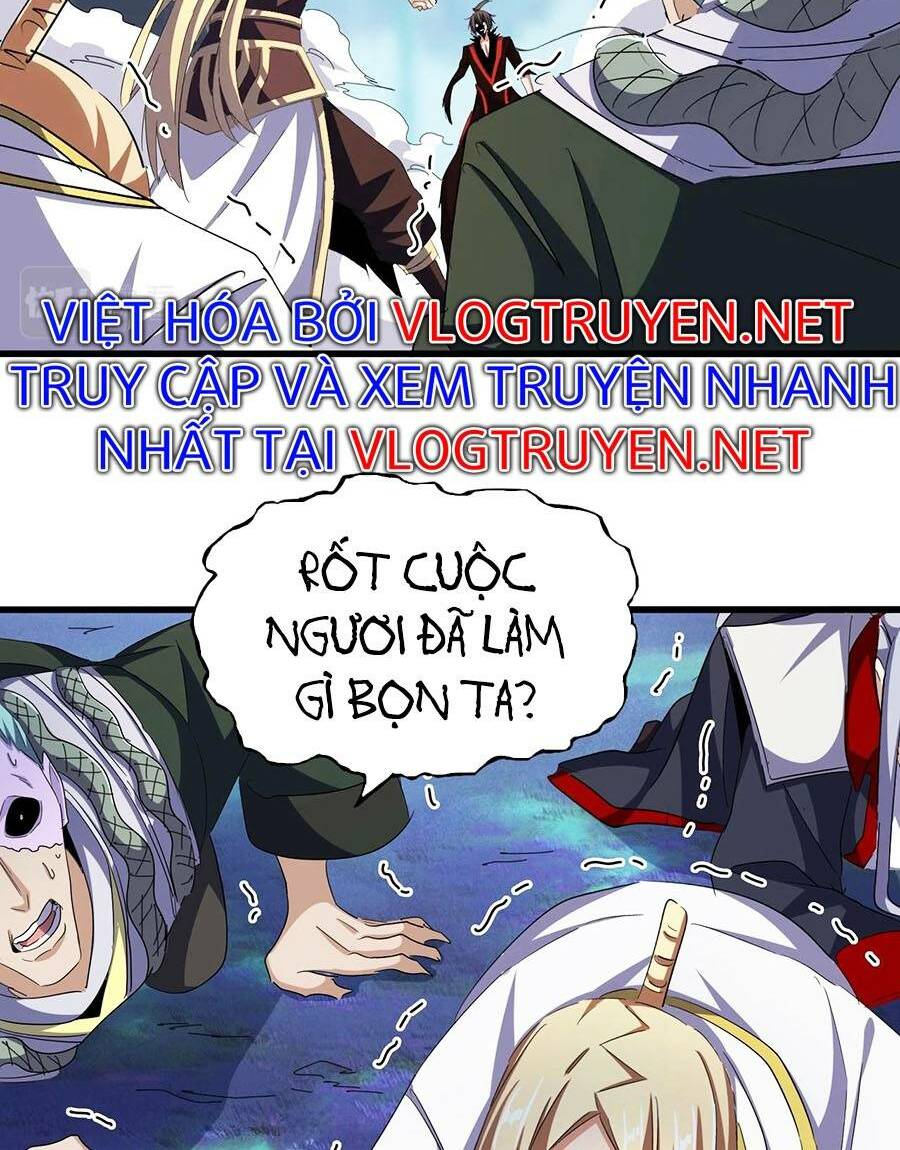 VIỆT HÓA BỞI VLOGTRUYEN.NET
TRUY CẬP VÀ XEM TRUYỆN NHANH
NHẤT TẠI VLOGTRUYEN.NET
RỐT CUỘC
NGƯƠI ĐÃ LÀM
GÌ BỌN TA?